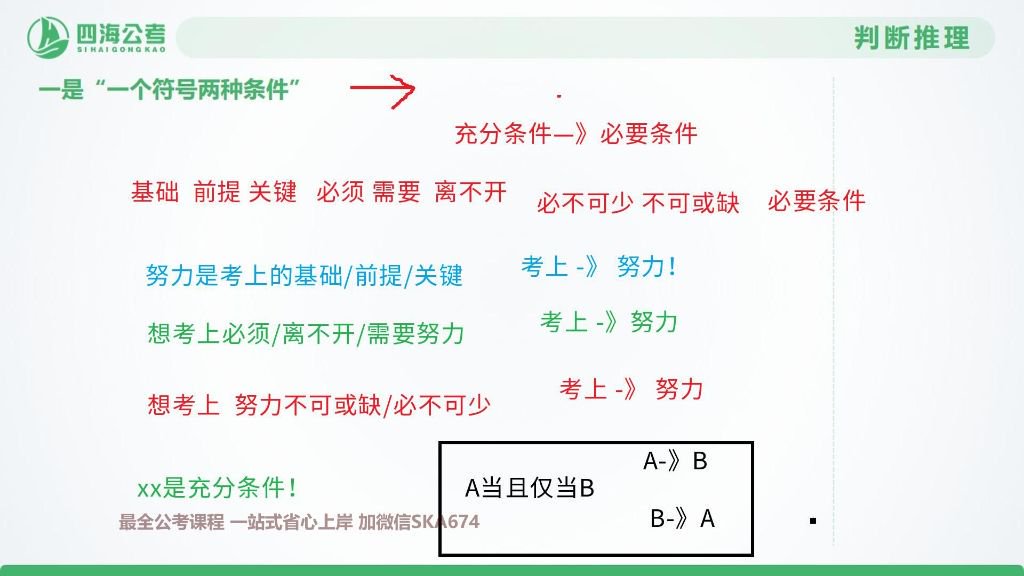 四海公考
SIHAIGONGKAO
判断推理
一是“一个符号两种条件”
充分条件—》必要条件
基础 前提 关键 必须 需要 离不开
必不可少 不可或缺 必要条件
努力是考上的基础/前提/关键
考上 -》 努力！
想考上必须/离不开/需要努力
考上 -》努力
想考上 努力不可或缺/必不可少
考上 -》 努力
xx是充分条件！
A当且仅当B
A-》B
B-》A
最全公考课程 一站式省心上岸 加微信SKA674